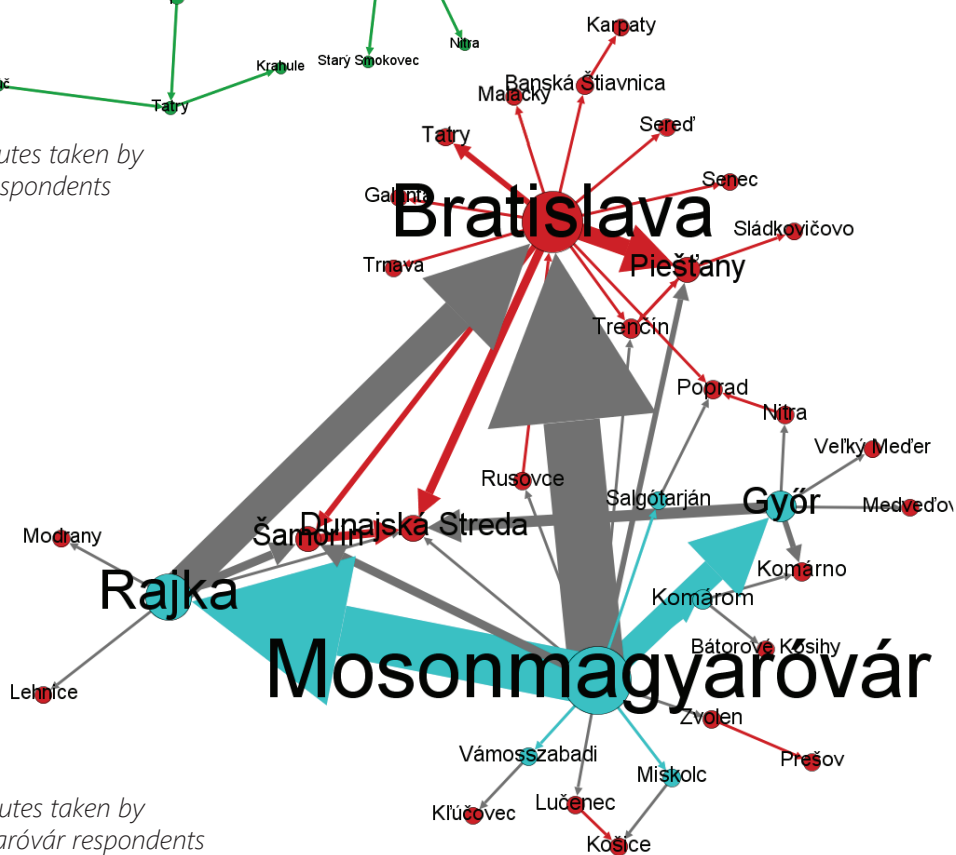 Karpaty
Nitra
Starý Smokovec
Krahule
Banská Štiavnica
Malacky
Tatry
Sereď
Tatry
utes taken by
spondents
Senec
Galanta
Bratislava
Sládkovičovo
Trnava
Piešťany
Trenčín
Poprad
Nitra
Veľký Meďer
Rusovce
Salgótarján
Győr
Medveďov
Dunajská Streda
Šamorín
Modrany
Komárno
Rajka
Komárom
Bátorové Kosihy
Mosonmagyaróvár
Lehnice
Zvolen
Vámosszabadi
Prešov
Miskolc
Lučenec
Kľúčovec
utes taken by
aróvár respondents
Košice